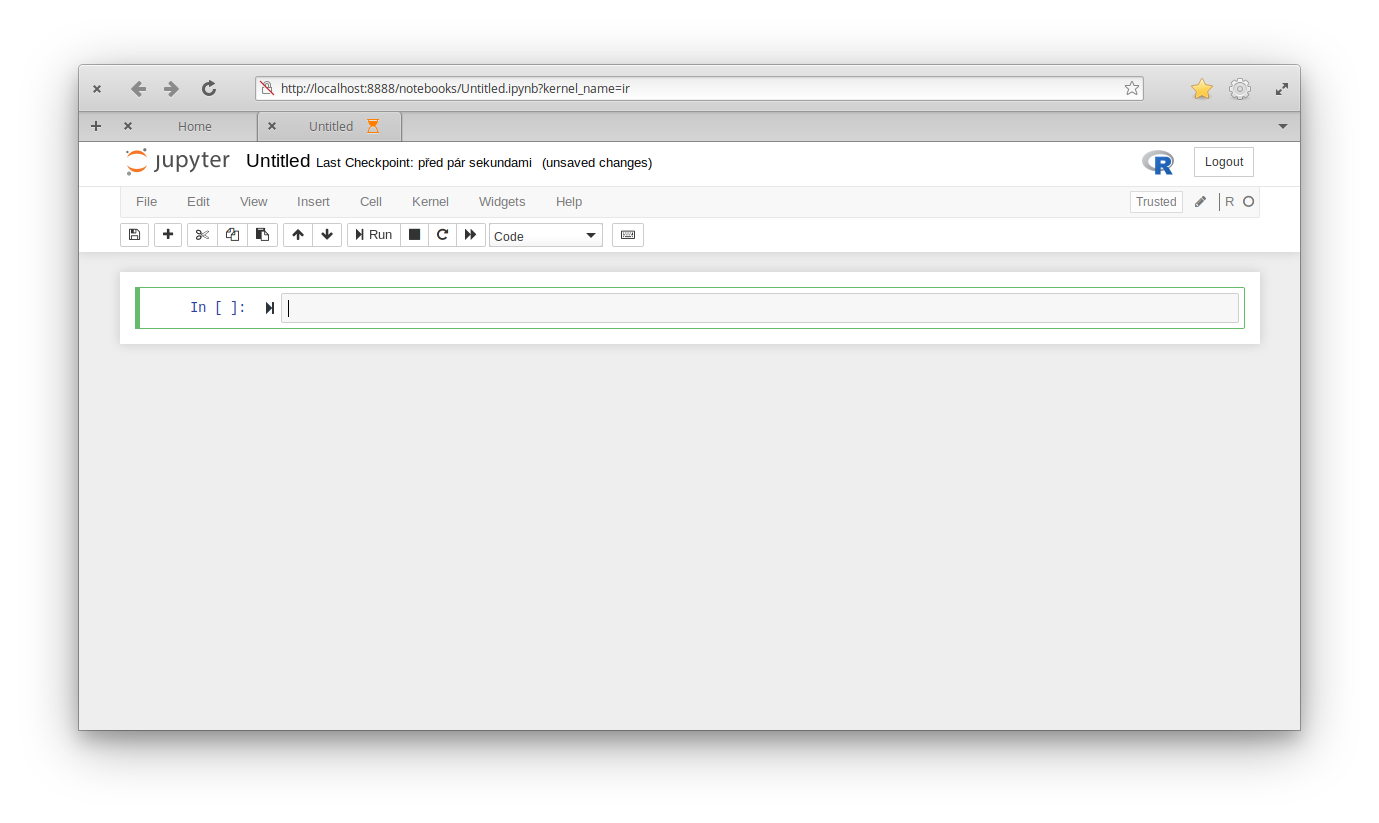 http://localhost:8888/notebooks/Untitled.ipynb?kernel_name=ir
Home Untitled
jupyter Untitled Last Checkpoint: před pár sekundami (unsaved changes) R Logout
File Edit View Insert Cell Kernel Widgets Help Trusted R
Run Code
In [ ]: